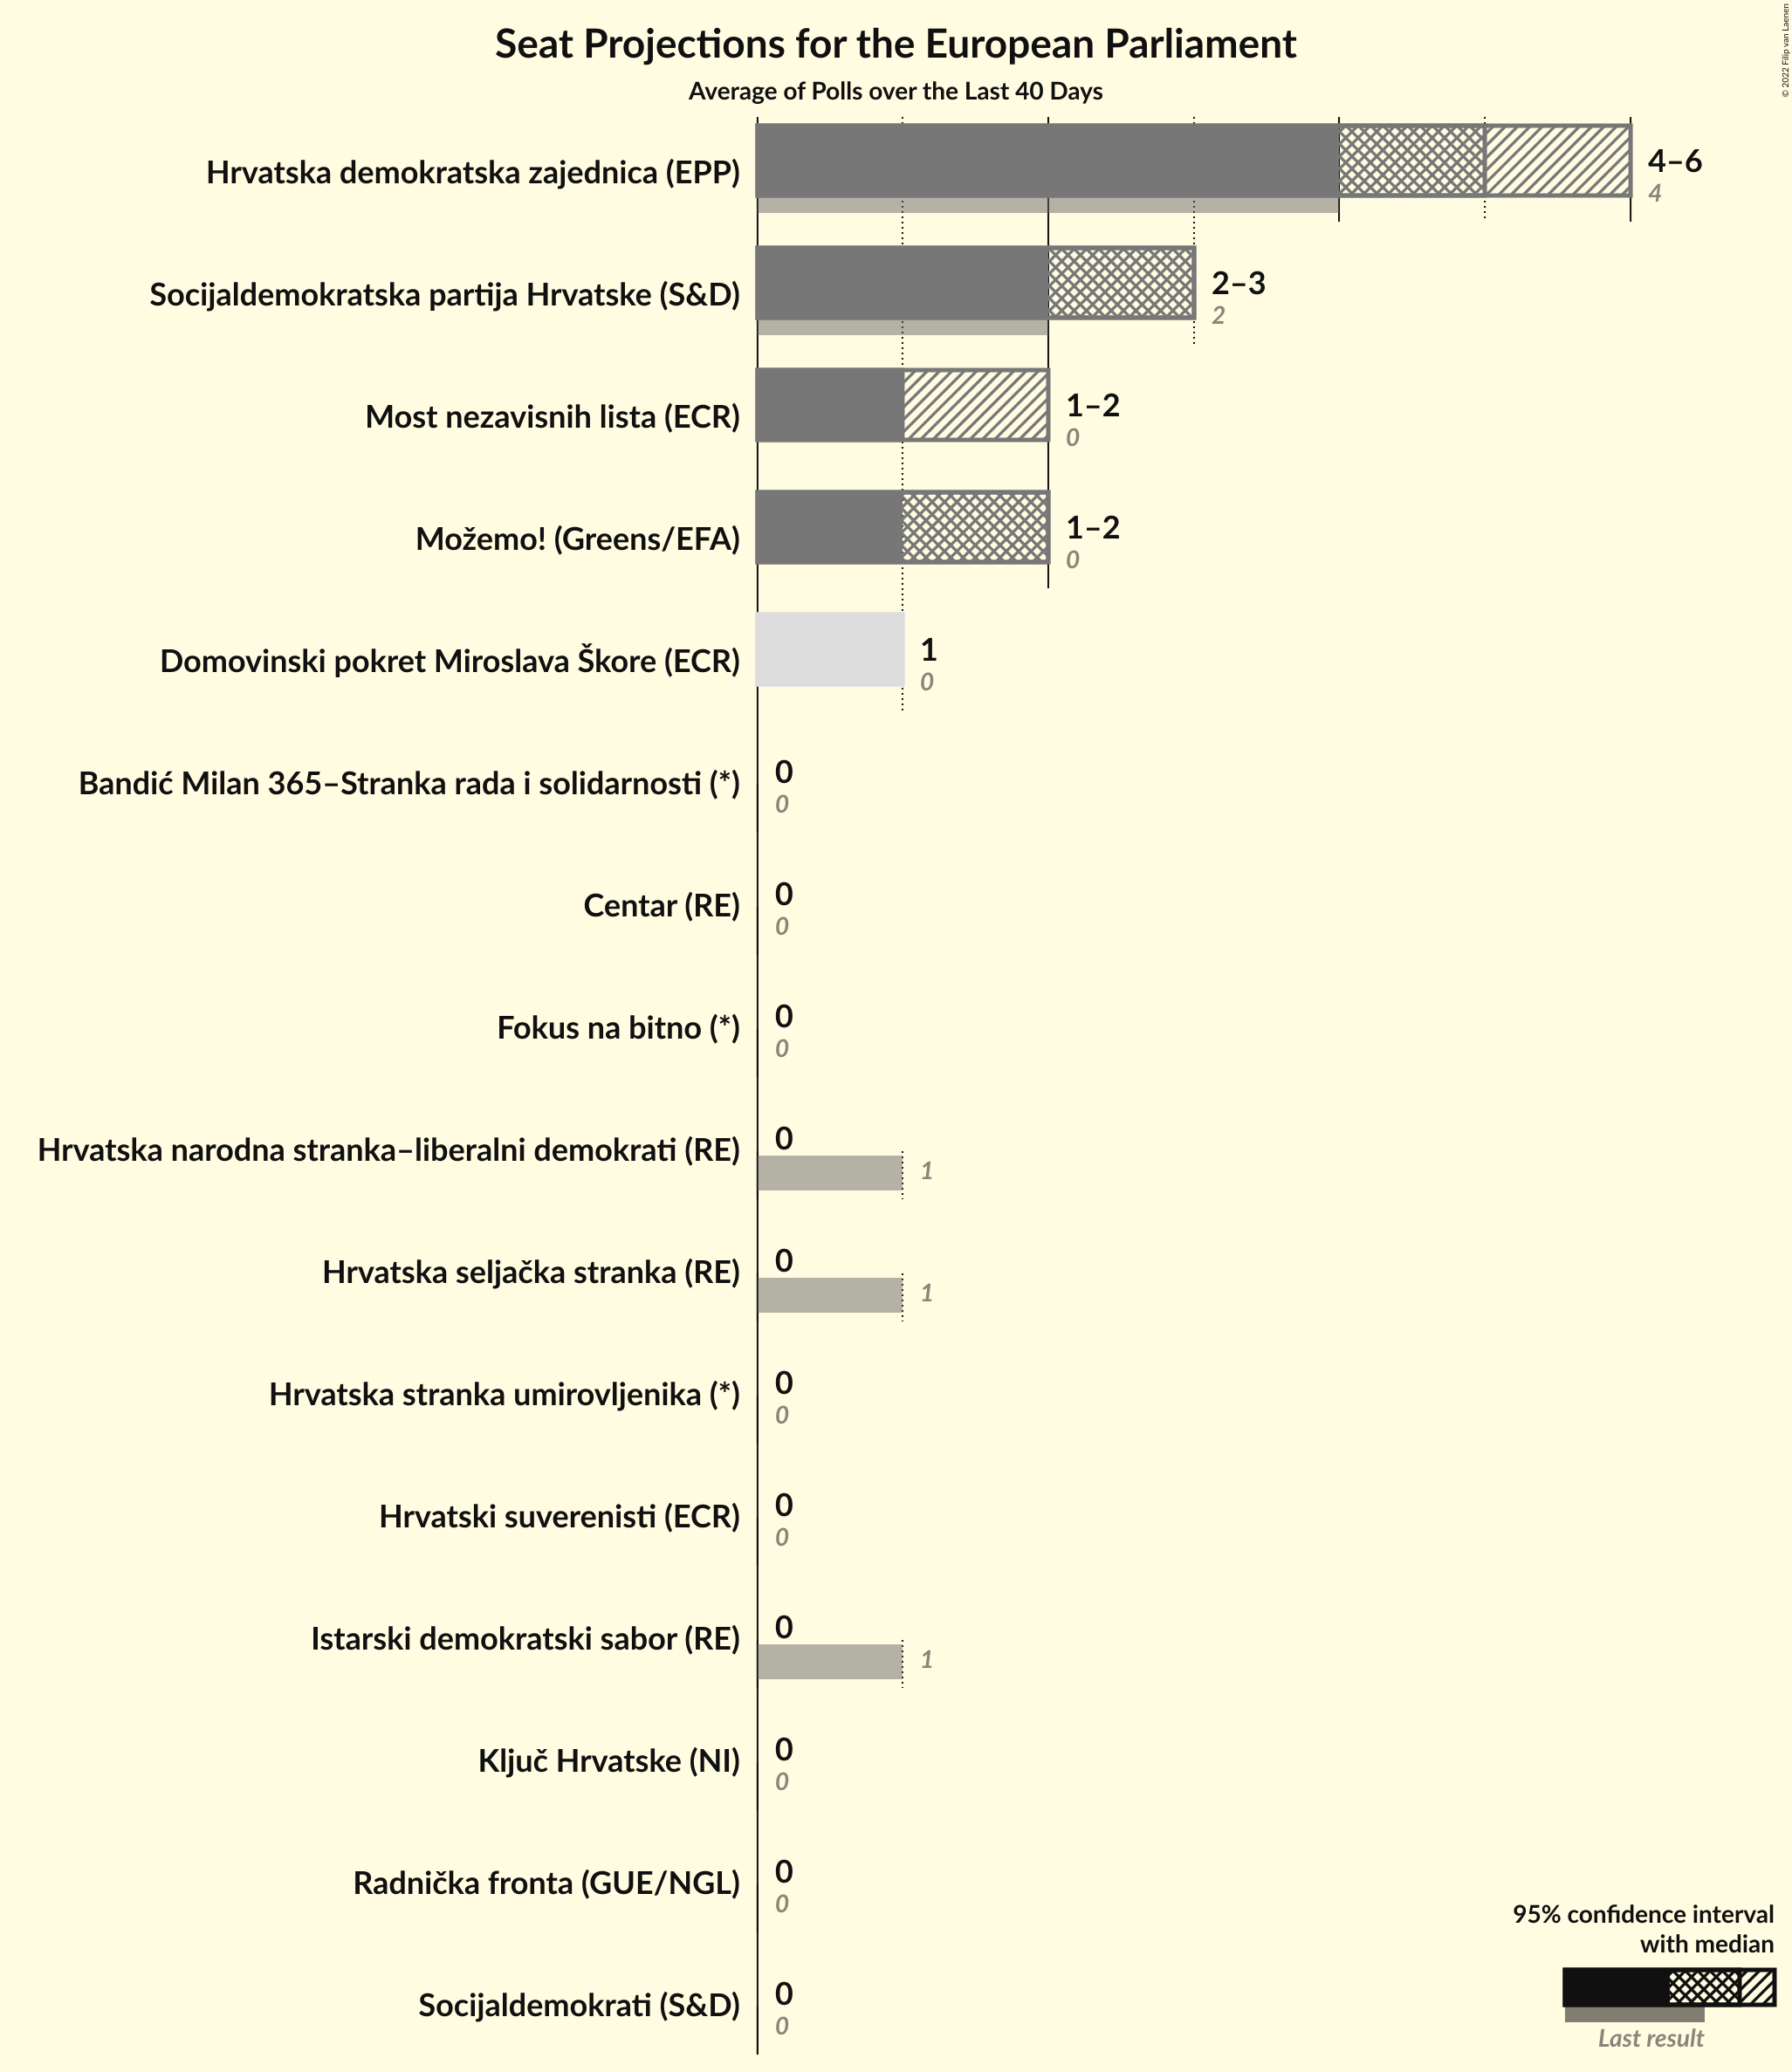 Seat Projections for the European Parliament
Average of Polls over the Last 40 Days
© 2022 Filip van Laenen
Hrvatska demokratska zajednica (EPP)
4–6
4
Socijaldemokratska partija Hrvatske (S&D)
2–3
2
Most nezavisnih lista (ECR)
1–2
0
Možemo! (Greens/EFA)
1–2
0
Domovinski pokret Miroslava Škore (ECR)
1
0
Bandić Milan 365–Stranka rada i solidarnosti (*)
0
0
Centar (RE)
0
0
Fokus na bitno (*)
0
0
Hrvatska narodna stranka–liberalni demokrati (RE)
0
1
Hrvatska seljačka stranka (RE)
0
1
Hrvatska stranka umirovljenika (*)
0
0
Hrvatski suverenisti (ECR)
0
0
Istarski demokratski sabor (RE)
0
1
Ključ Hrvatske (NI)
0
0
Radnička fronta (GUE/NGL)
0
0
Socijaldemokrati (S&D)
0
0
95% confidence interval
with median
Last result